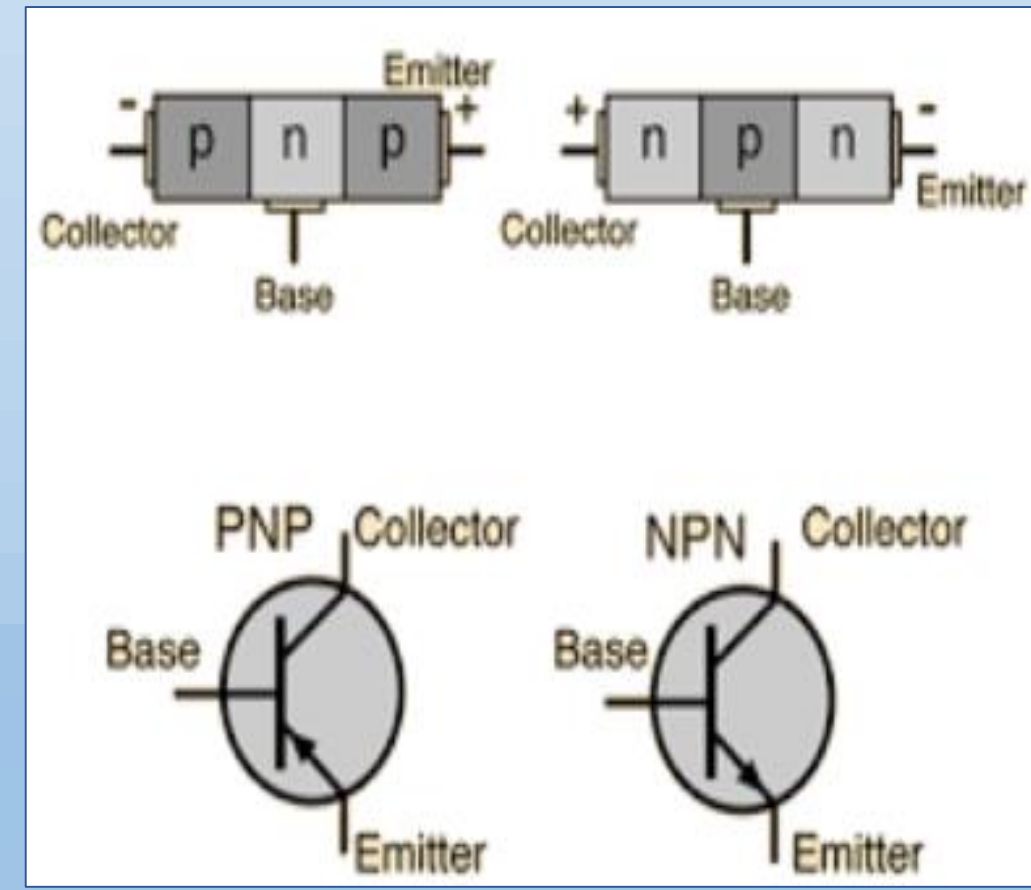 Emitter
- p n p +
Collector
Base
+ n p n -
Emitter
Collector
Base
PNP Collector
Base
Emitter
NPN Collector
Base
Emitter